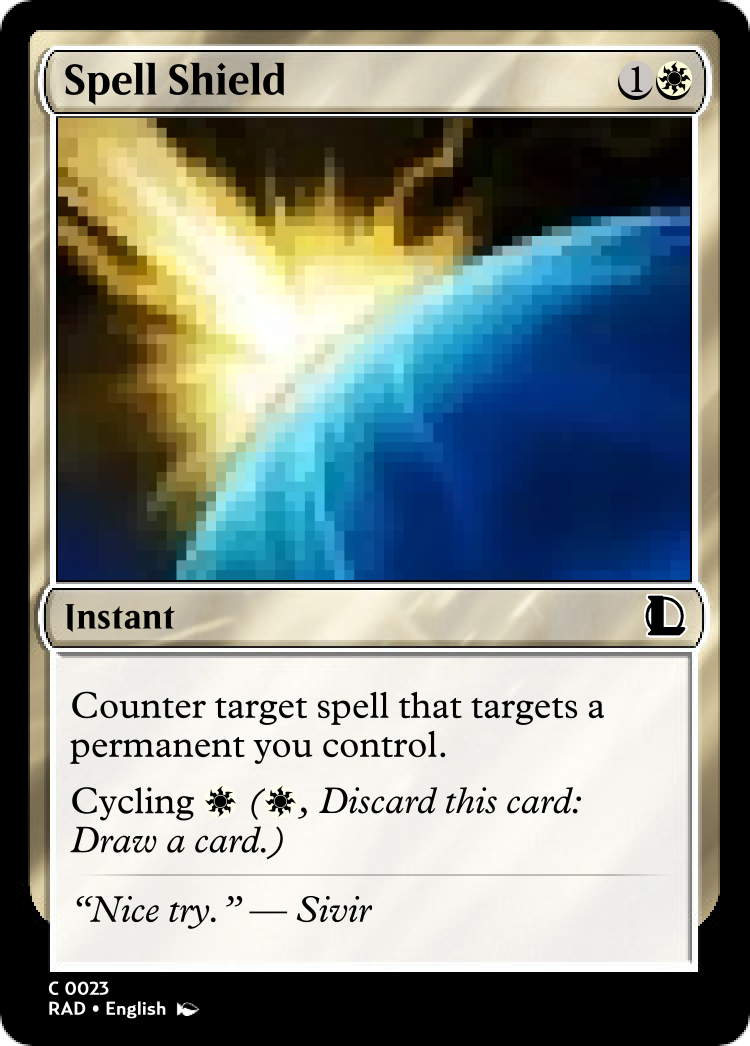 Spell Shield 1
Instant
Counter target spell that targets a
permanent you control.
Cycling (, Discard this card:
Draw a card.)
“Nice try.” — Sivir
C 0023
RAD • English